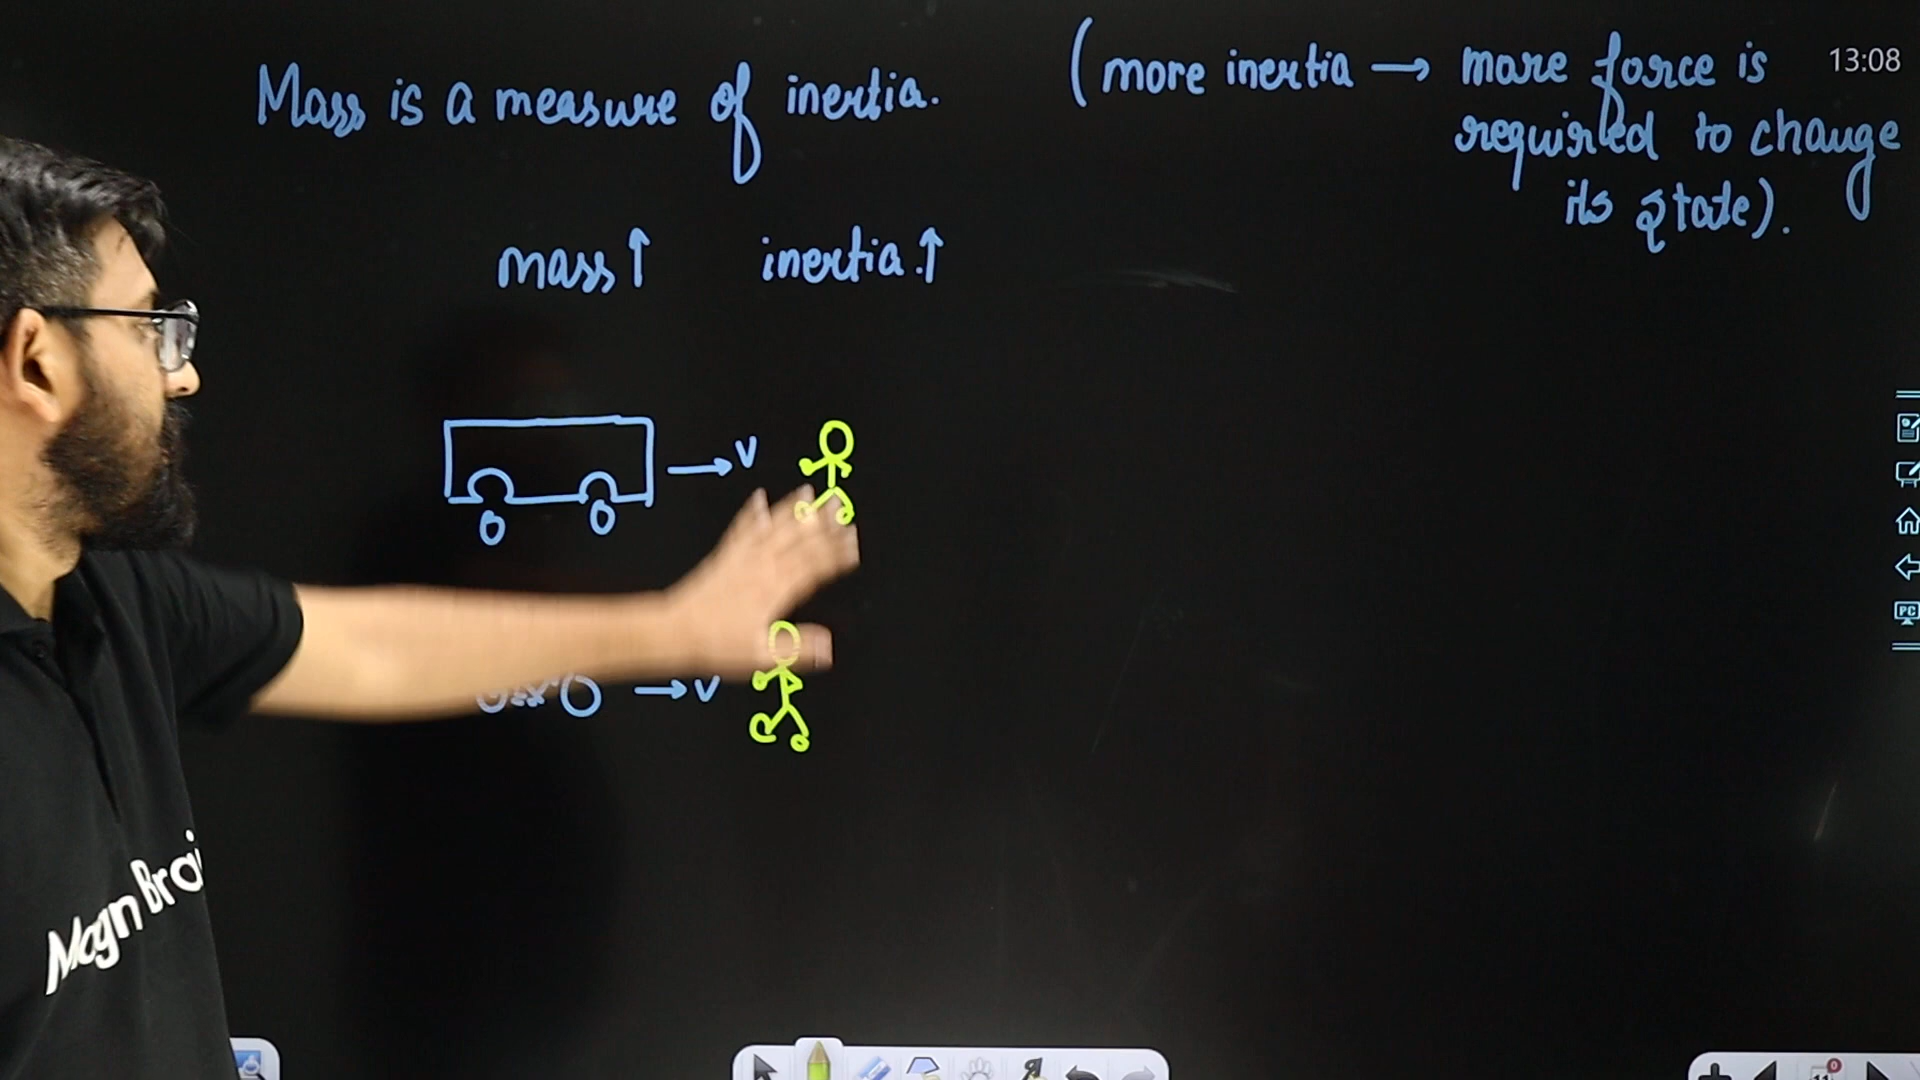 Mass is a measure of inertia.
(more inertia → more force is
required to change
its state).
13:08
mass ↑ inertia. ↑
→ v
→ v
Magn Brai
PC